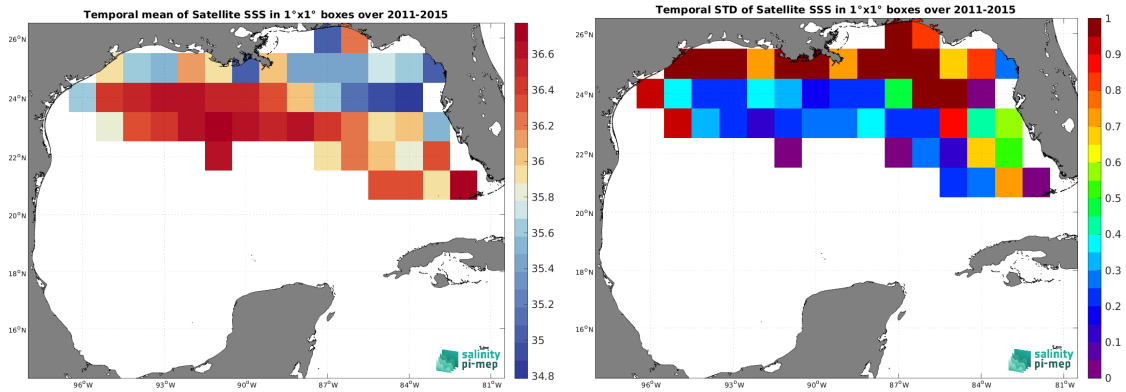 Temporal mean of Satellite SSS in 1°x1° boxes over 2011-2015
26°N
24°N
22°N
20°N
18°N
16°N
96°W
93°W
90°W
87°W
84°W
81°W
36.6
36.4
36.2
36
35.8
35.6
35.4
35.2
35
34.8
salinity
pi-mep
Temporal STD of Satellite SSS in 1°x1° boxes over 2011-2015
26°N
24°N
22°N
20°N
18°N
16°N
96°W
93°W
90°W
87°W
84°W
81°W
1
0.9
0.8
0.7
0.6
0.5
0.4
0.3
0.2
0.1
0
salinity
pi-mep